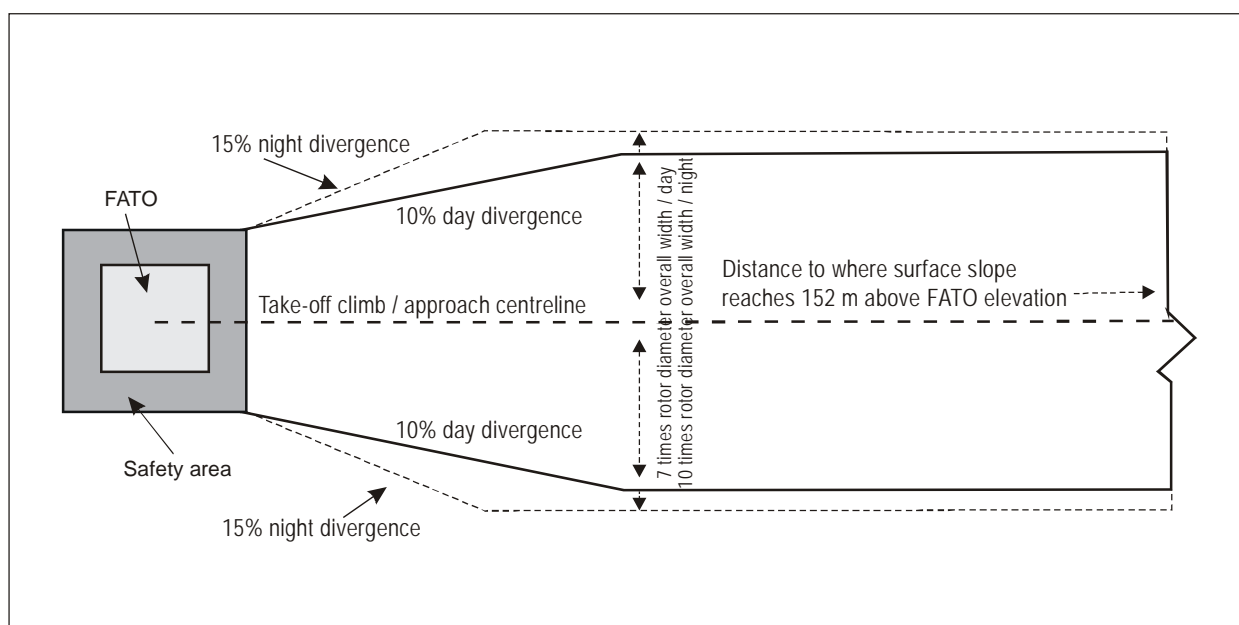 15% night divergence
FATO
10% day divergence
7 times rotor diameter overall width / day
10 times rotor diameter overall width / night
Distance to where surface slope
reaches 152 m above FATO elevation
Take-off climb / approach centreline
10% day divergence
Safety area
15% night divergence